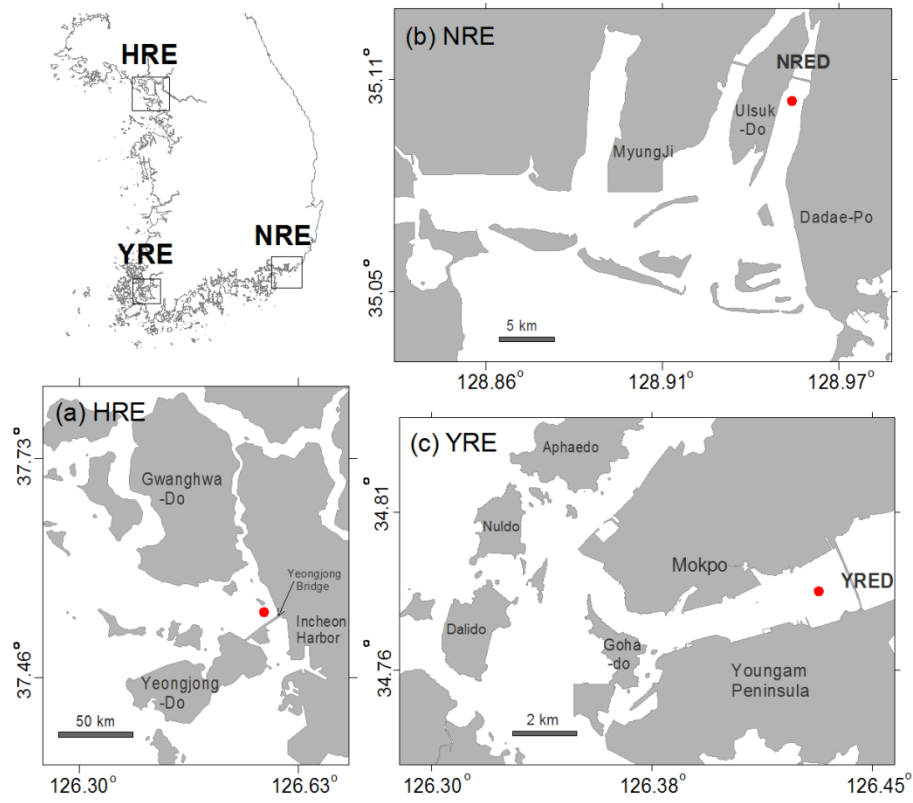 HRE
YRE
NRE
(b) NRE
35.11°
35.05°
NRED
Ulsuk
-Do
MyungJi
Dadae-Po
5 km
128.86°
128.91°
128.97°
(a) HRE
37.73°
37.46°
Gwanghwa
-Do
Yeongjong
Bridge
Incheon
Harbor
Yeongjong
-Do
50 km
126.30°
126.63°
(c) YRE
34.81°
34.76°
Aphaedo
Nuldo
Mokpo
YRED
Dalido
Goha
-do
Youngam
Peninsula
2 km
126.30°
126.38°
126.45°